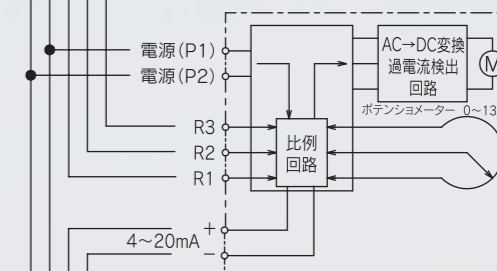 電源(P1)
電源(P2)
AC→DC変換
過電流検出
回路
M
ポテンショメーター 0~13
R3
R2
R1
比例
回路
+
4~20mA
−